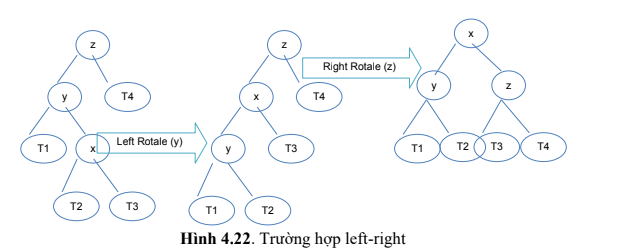 z
y
T4
T1
x
T2
T3
Left Rotale (y)
z
x
T4
y
T3
T1
T2
Right Rotale (z)
x
y
z
T1
T2
T3
T4
Hình 4.22. Trường hợp left-right